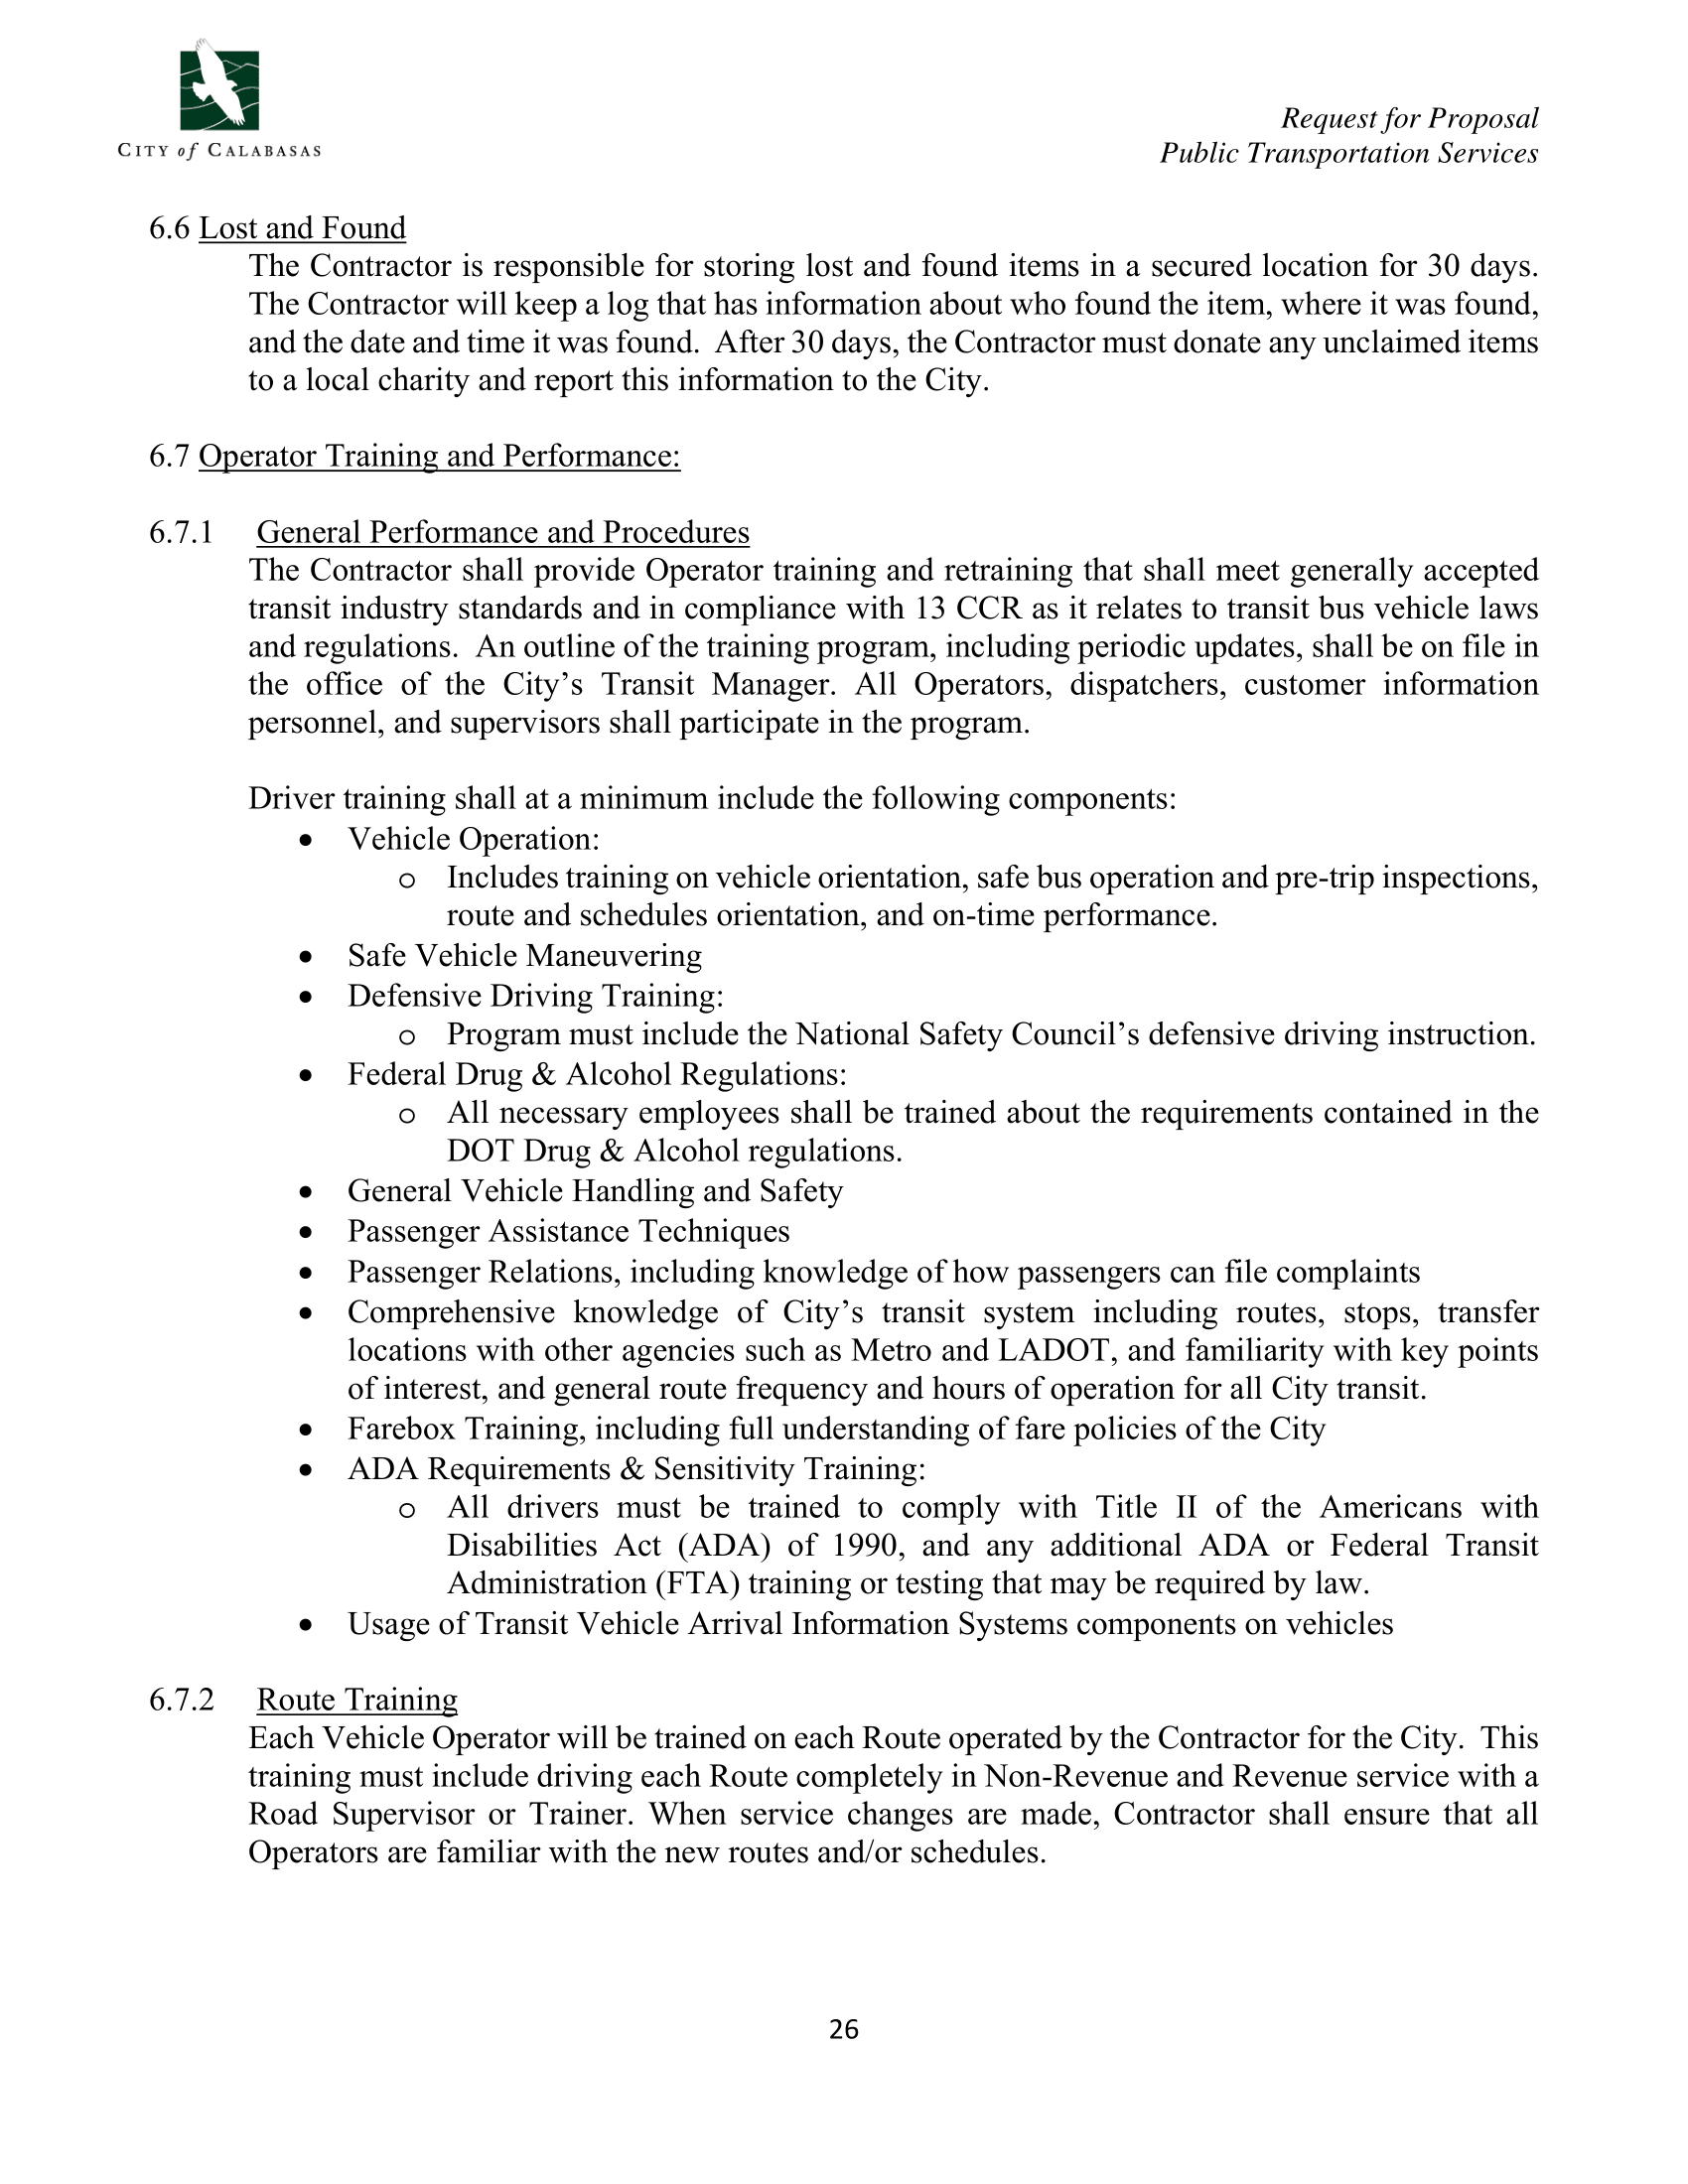 CITY of CALABASAS
Request for Proposal
Public Transportation Services
6.6 Lost and Found
The Contractor is responsible for storing lost and found items in a secured location for 30 days.
The Contractor will keep a log that has information about who found the item, where it was found,
and the date and time it was found.  After 30 days, the Contractor must donate any unclaimed items
to a local charity and report this information to the City.
6.7 Operator Training and Performance:
6.7.1 General Performance and Procedures
The Contractor shall provide Operator training and retraining that shall meet generally accepted
transit industry standards and in compliance with 13 CCR as it relates to transit bus vehicle laws
and regulations.  An outline of the training program, including periodic updates, shall be on file in
the office of the City’s Transit Manager. All Operators, dispatchers, customer information
personnel, and supervisors shall participate in the program.
Driver training shall at a minimum include the following components:
• Vehicle Operation:
o Includes training on vehicle orientation, safe bus operation and pre-trip inspections,
route and schedules orientation, and on-time performance.
• Safe Vehicle Maneuvering
• Defensive Driving Training:
o Program must include the National Safety Council’s defensive driving instruction.
• Federal Drug & Alcohol Regulations:
o All necessary employees shall be trained about the requirements contained in the
DOT Drug & Alcohol regulations.
• General Vehicle Handling and Safety
• Passenger Assistance Techniques
• Passenger Relations, including knowledge of how passengers can file complaints
• Comprehensive knowledge of City’s transit system including routes, stops, transfer
locations with other agencies such as Metro and LADOT, and familiarity with key points
of interest, and general route frequency and hours of operation for all City transit.
• Farebox Training, including full understanding of fare policies of the City
• ADA Requirements & Sensitivity Training:
o All drivers must be trained to comply with Title II of the Americans with
Disabilities Act (ADA) of 1990, and any additional ADA or Federal Transit
Administration (FTA) training or testing that may be required by law.
• Usage of Transit Vehicle Arrival Information Systems components on vehicles
6.7.2 Route Training
Each Vehicle Operator will be trained on each Route operated by the Contractor for the City.  This
training must include driving each Route completely in Non-Revenue and Revenue service with a
Road Supervisor or Trainer. When service changes are made, Contractor shall ensure that all
Operators are familiar with the new routes and/or schedules.
26